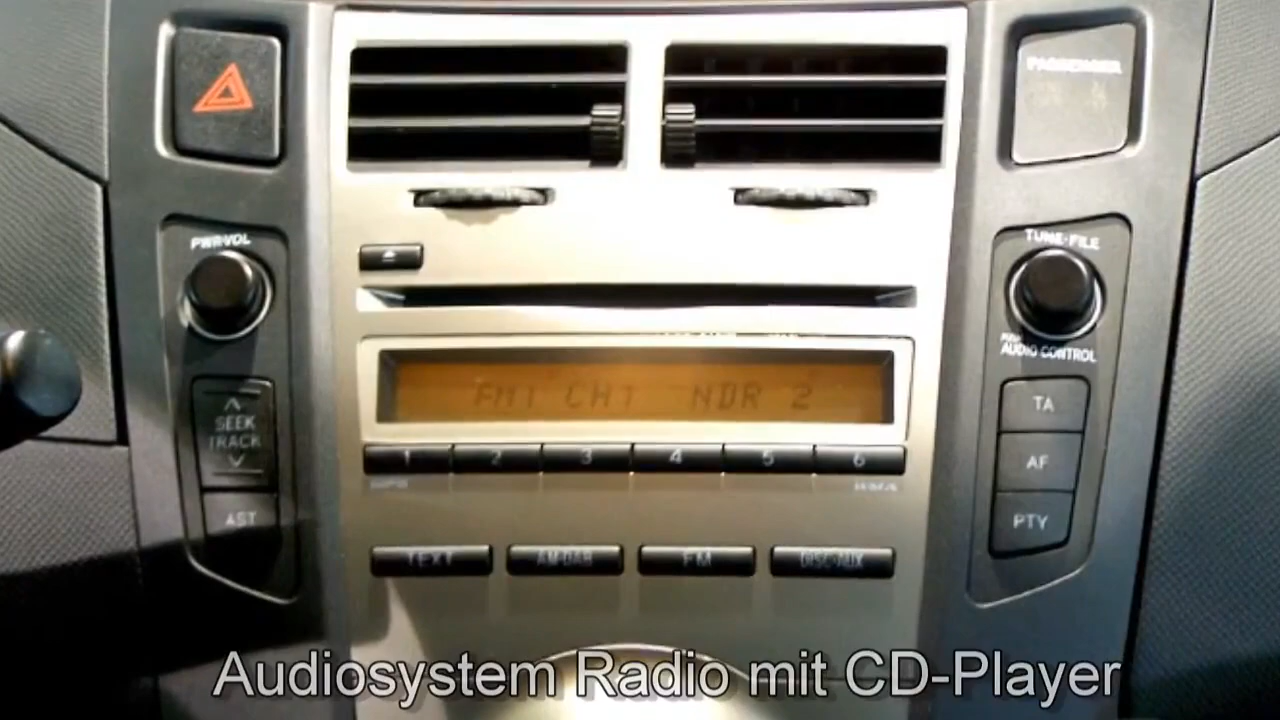 PASSENGER
PWR·VOL
TUNE·FILE
PUSH
AUDIO CONTROL
FM1 CH1 NDR 2
SEEK
TRACK
TA
1 2 3 4 5 6
AF
AST
PTY
TEXT AM·DAB FM DISC·AUX
Audiosystem Radio mit CD-Player